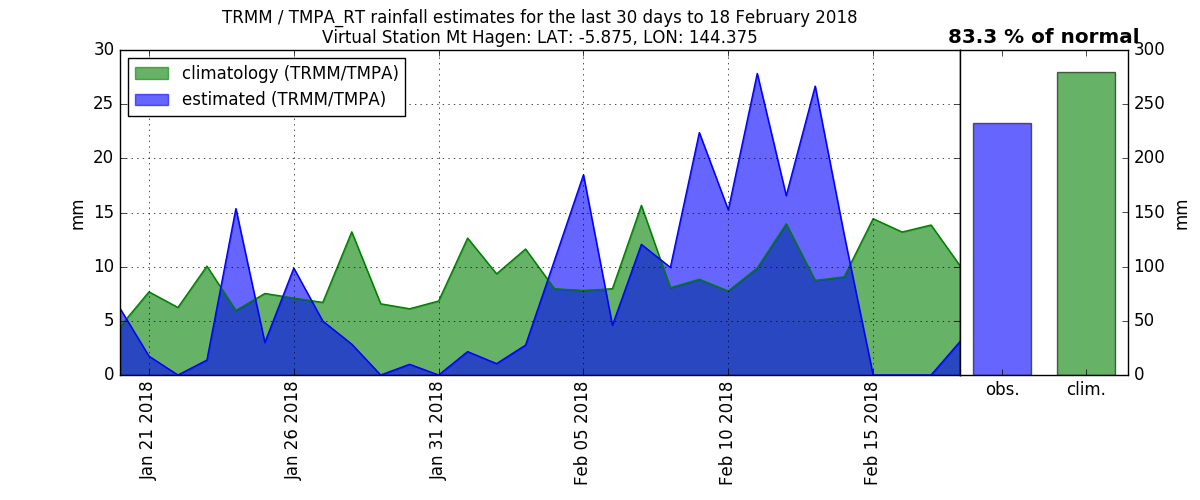 TRMM / TMPA_RT rainfall estimates for the last 30 days to 18 February 2018
Virtual Station Mt Hagen: LAT: -5.875, LON: 144.375
83.3 % of normal
climatology (TRMM/TMPA)
estimated (TRMM/TMPA)
30
25
20
15
10
5
0
mm
Jan 21 2018
Jan 26 2018
Jan 31 2018
Feb 05 2018
Feb 10 2018
Feb 15 2018
300
250
200
150
100
50
0
mm
obs.
clim.